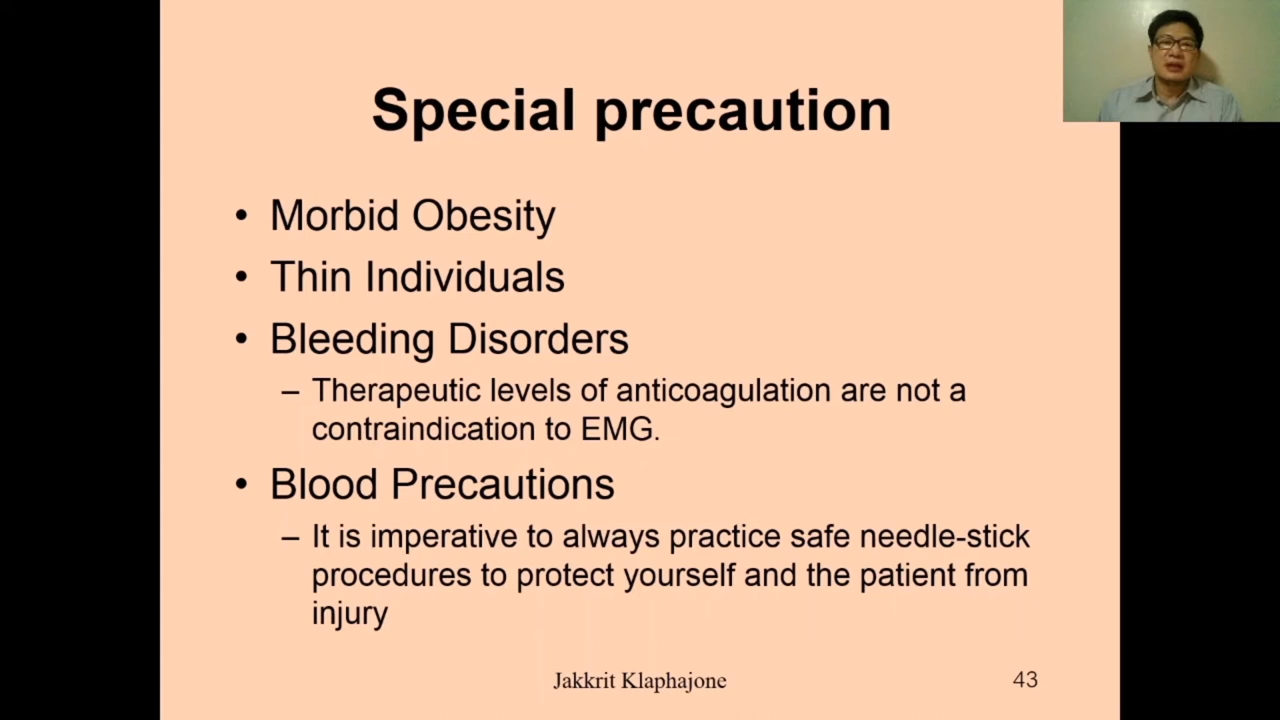 Special precaution
• Morbid Obesity
• Thin Individuals
• Bleeding Disorders
– Therapeutic levels of anticoagulation are not a
contraindication to EMG.
• Blood Precautions
– It is imperative to always practice safe needle-stick
procedures to protect yourself and the patient from
injury
Jakkrit Klaphajone
43